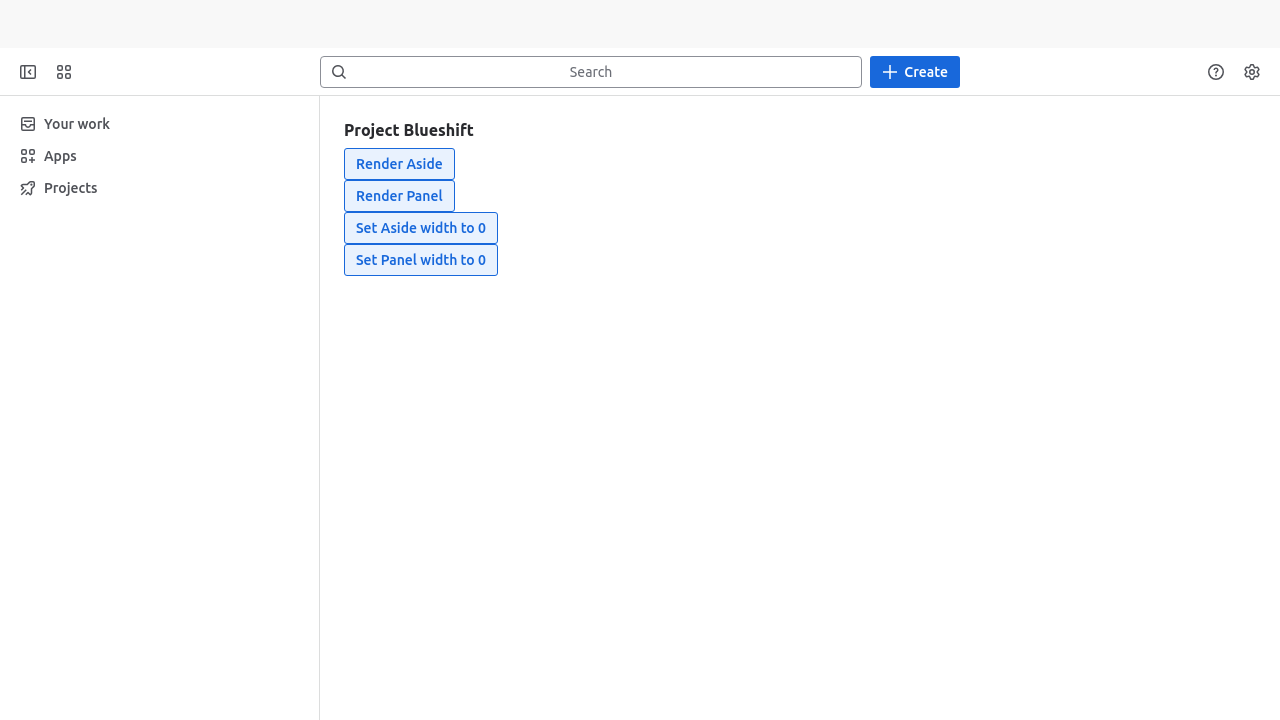 Search
Create
Your work
Apps
Projects
Project Blueshift
Render Aside
Render Panel
Set Aside width to 0
Set Panel width to 0